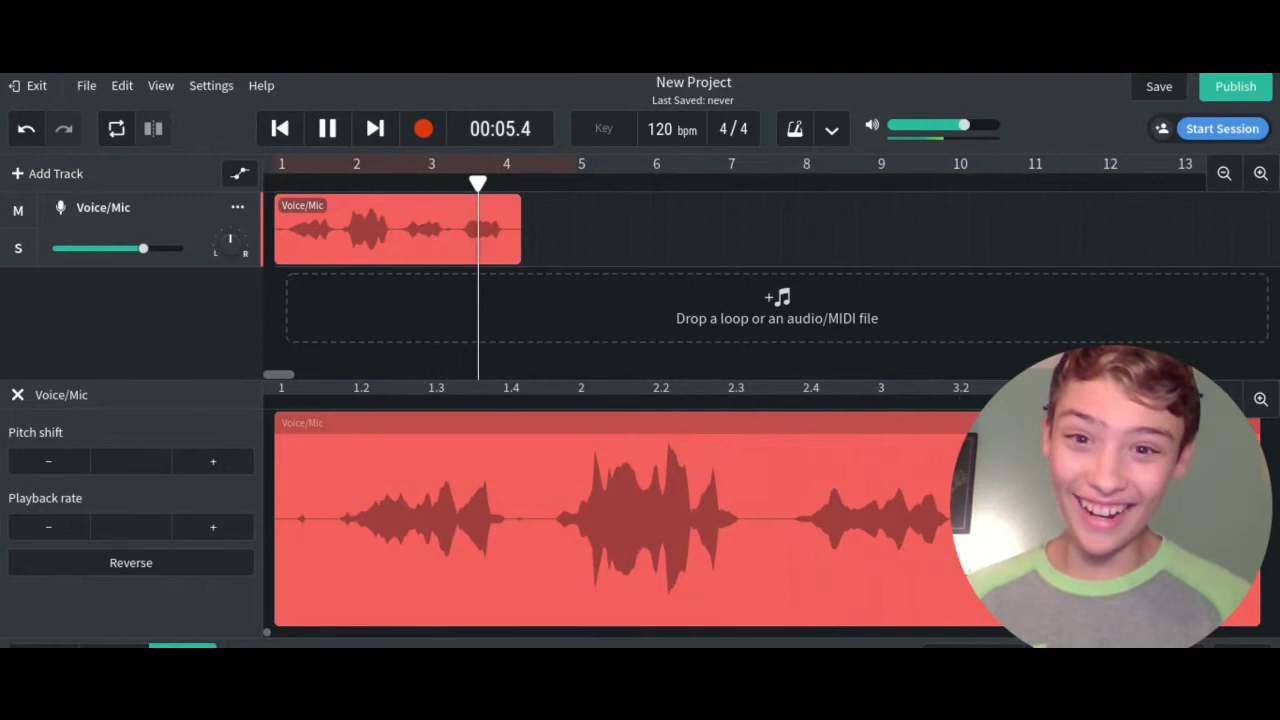 Exit File Edit View Settings Help
New Project
Last Saved: never
Save Publish
00:05.4 Key 120 bpm 4 / 4
Start Session
1 2 3 4 5 6 7 8 9 10 11 12 13
Add Track
M Voice/Mic
S L R
Voice/Mic
Drop a loop or an audio/MIDI file
1 1.2 1.3 1.4 2 2.2 2.3 2.4 3 3.2
Voice/Mic
Voice/Mic
Pitch shift
− +
Playback rate
− +
Reverse